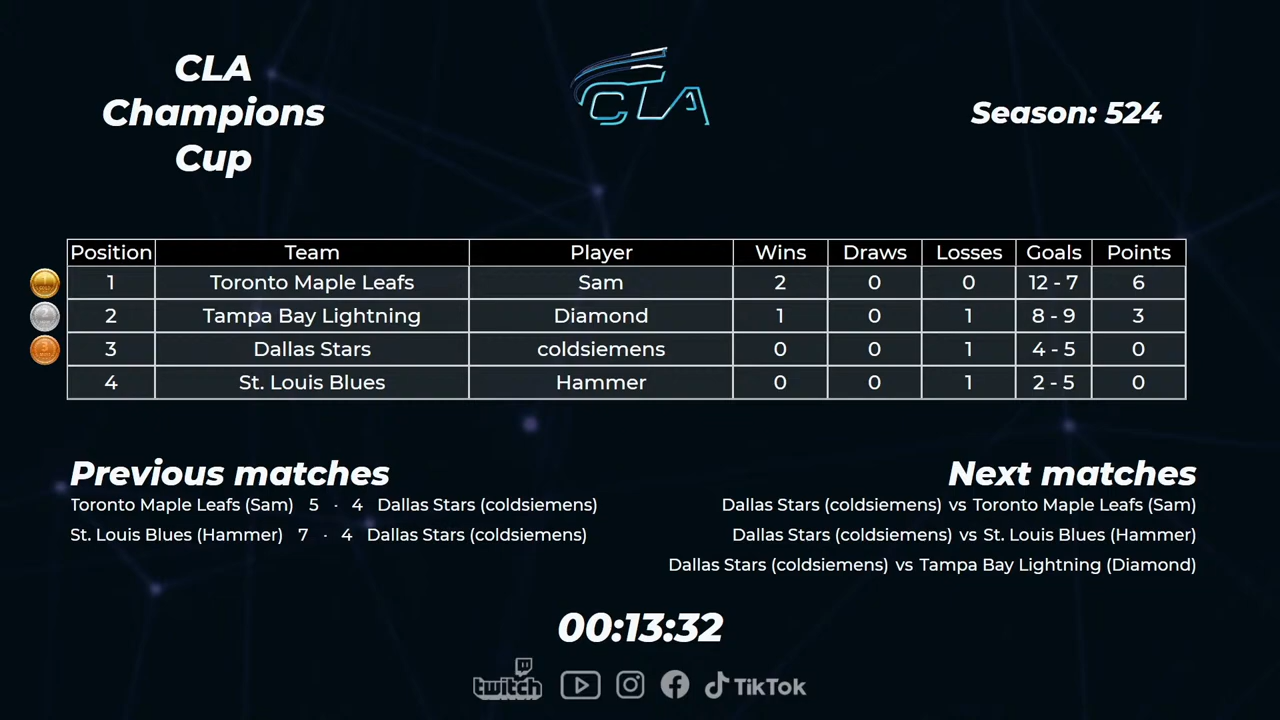 CLA
Champions
Cup
CLA
Season: 524
Position Team Player Wins Draws Losses Goals Points
1 Toronto Maple Leafs Sam 2 0 0 12 - 7 6
2 Tampa Bay Lightning Diamond 1 0 1 8 - 9 3
3 Dallas Stars coldsiemens 0 0 1 4 - 5 0
4 St. Louis Blues Hammer 0 0 1 2 - 5 0
Previous matches
Toronto Maple Leafs (Sam) 5 - 4 Dallas Stars (coldsiemens)
St. Louis Blues (Hammer) 7 - 4 Dallas Stars (coldsiemens)
Next matches
Dallas Stars (coldsiemens) vs Toronto Maple Leafs (Sam)
Dallas Stars (coldsiemens) vs St. Louis Blues (Hammer)
Dallas Stars (coldsiemens) vs Tampa Bay Lightning (Diamond)
00:13:32
twitch TikTok